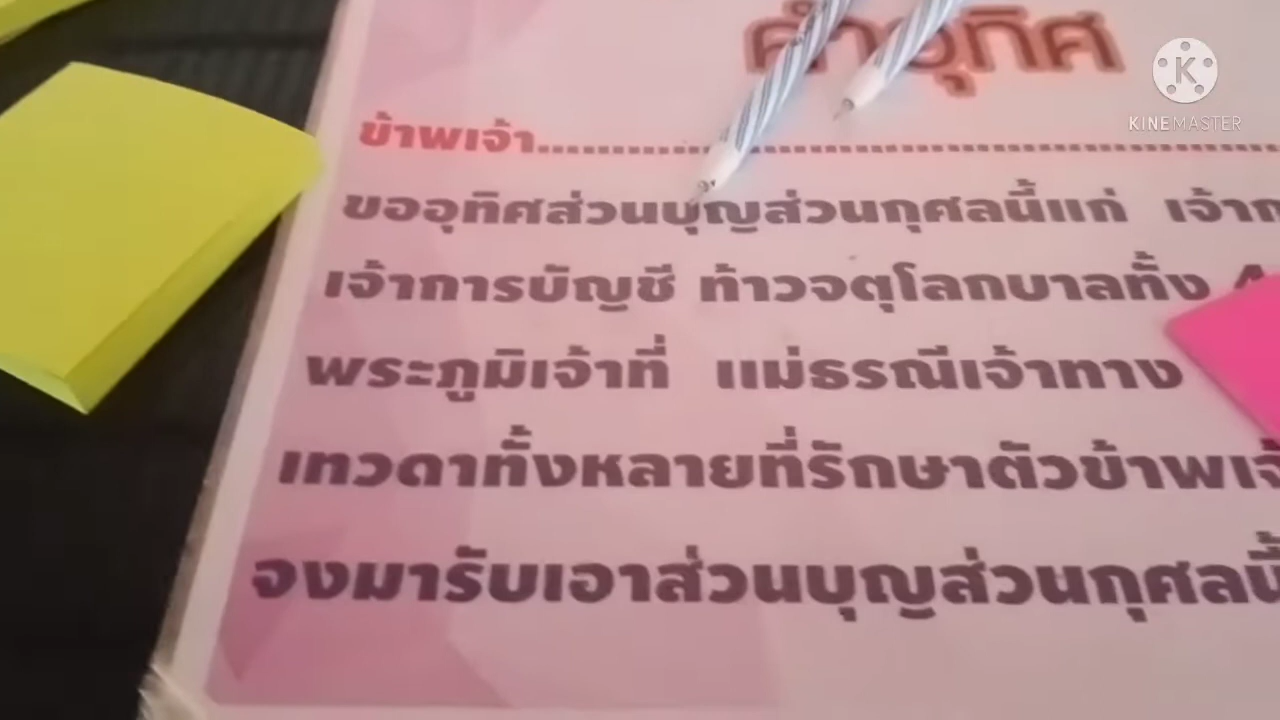 คำอุทิศ
ข้าพเจ้า
ขออุทิศส่วนบุญส่วนกุศลนี้แก่
เจ้าการบัญชี ท้าวจตุโลกบาลทั้ง
พระภูมิเจ้าที่ แม่ธรณีเจ้าทาง
เทวดาทั้งหลายที่รักษาตัวข้าพเจ้า
จงมารับเอาส่วนบุญส่วนกุศลนี้
K
KINEMASTER